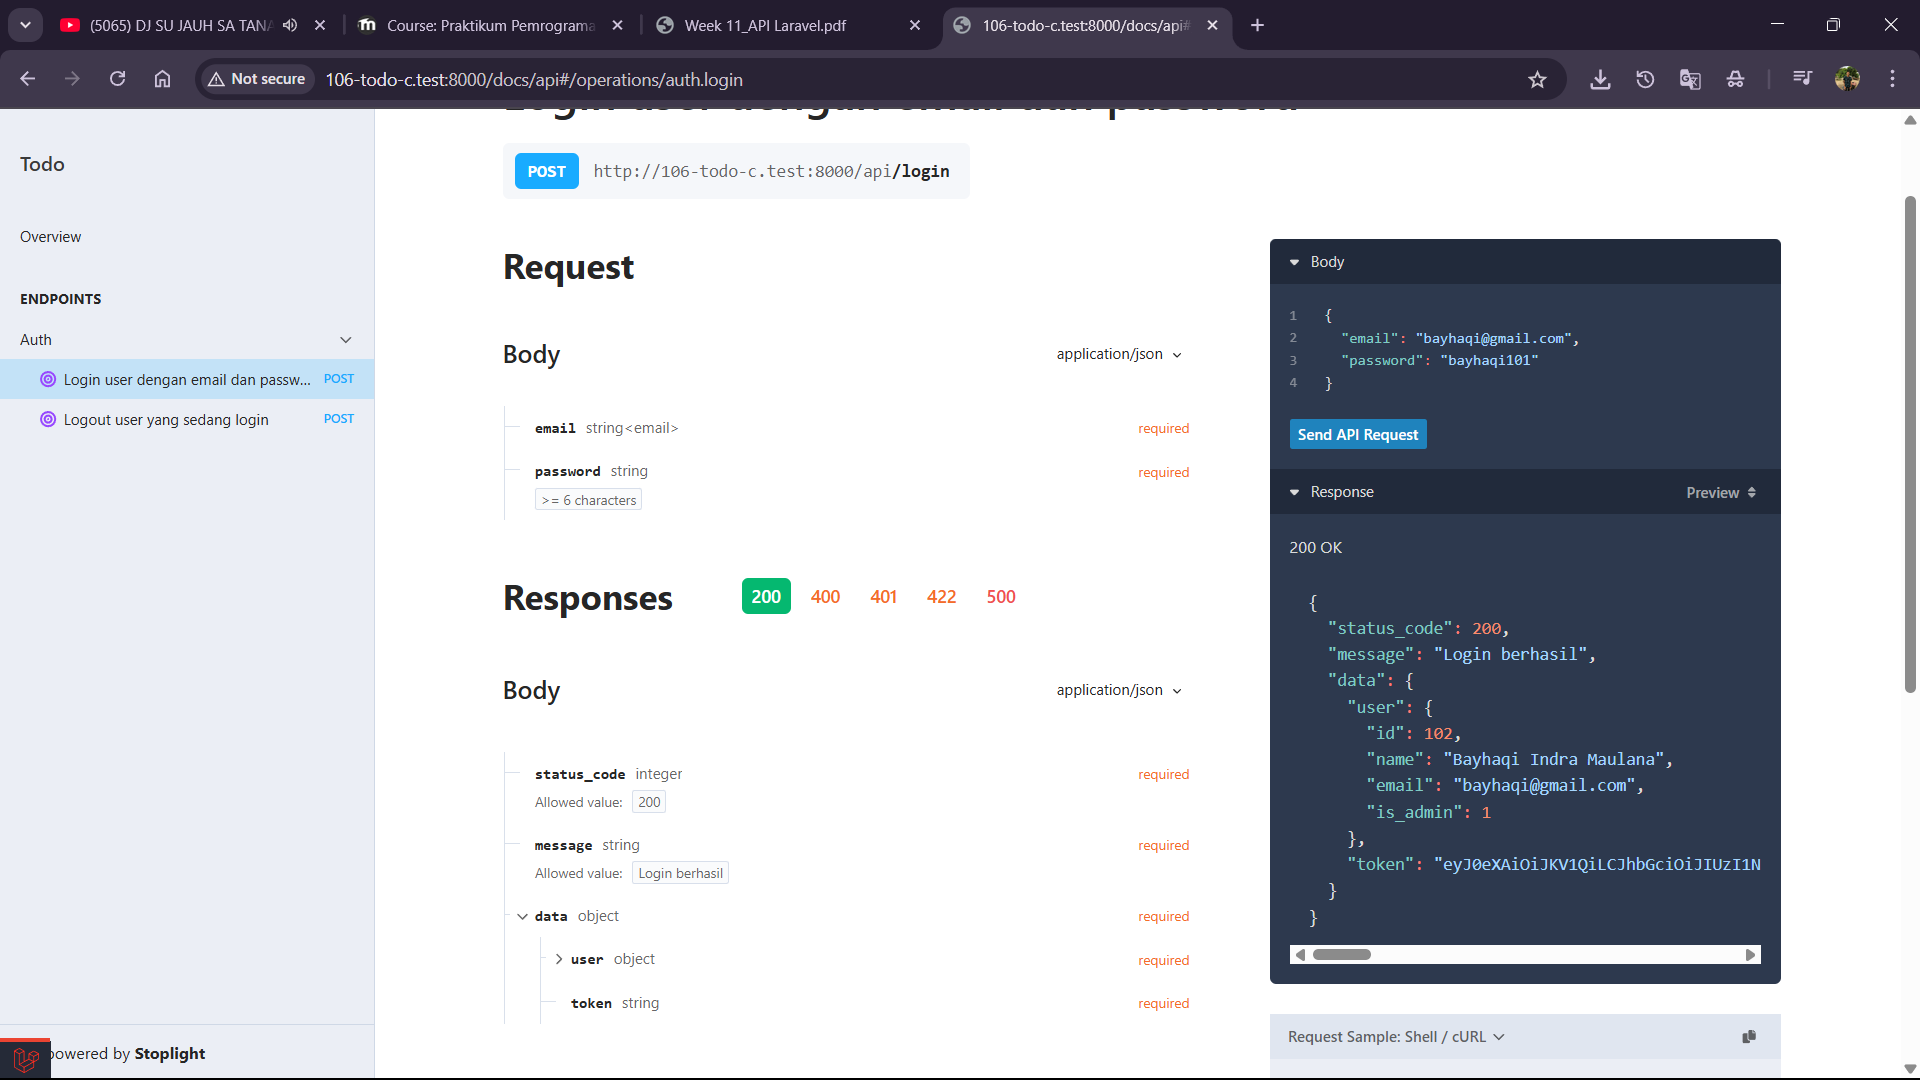 (5065) DJ SU JAUH SA TANA
Course: Praktikum Pemrograma
Week 11_API Laravel.pdf
106-todo-c.test:8000/docs/api#
Not secure
106-todo-c.test:8000/docs/api#/operations/auth.login
Login user dengan email dan password
Todo
Overview
ENDPOINTS
Auth
Login user dengan email dan passw... POST
Logout user yang sedang login POST
powered by Stoplight
POST http://106-todo-c.test:8000/api/login
Request
Body application/json
email string<email> required
password string required
>= 6 characters
Responses 200 400 401 422 500
Body application/json
status_code integer required
Allowed value: 200
message string required
Allowed value: Login berhasil
data object required
user object required
token string required
Body
1 {
2 "email": "bayhaqi@gmail.com",
3 "password": "bayhaqi101"
4 }
Send API Request
Response Preview
200 OK
{
"status_code": 200,
"message": "Login berhasil",
"data": {
"user": {
"id": 102,
"name": "Bayhaqi Indra Maulana",
"email": "bayhaqi@gmail.com",
"is_admin": 1
},
"token": "eyJ0eXAiOiJKV1QiLCJhbGciOiJIUzI1N
}
}
Request Sample: Shell / cURL